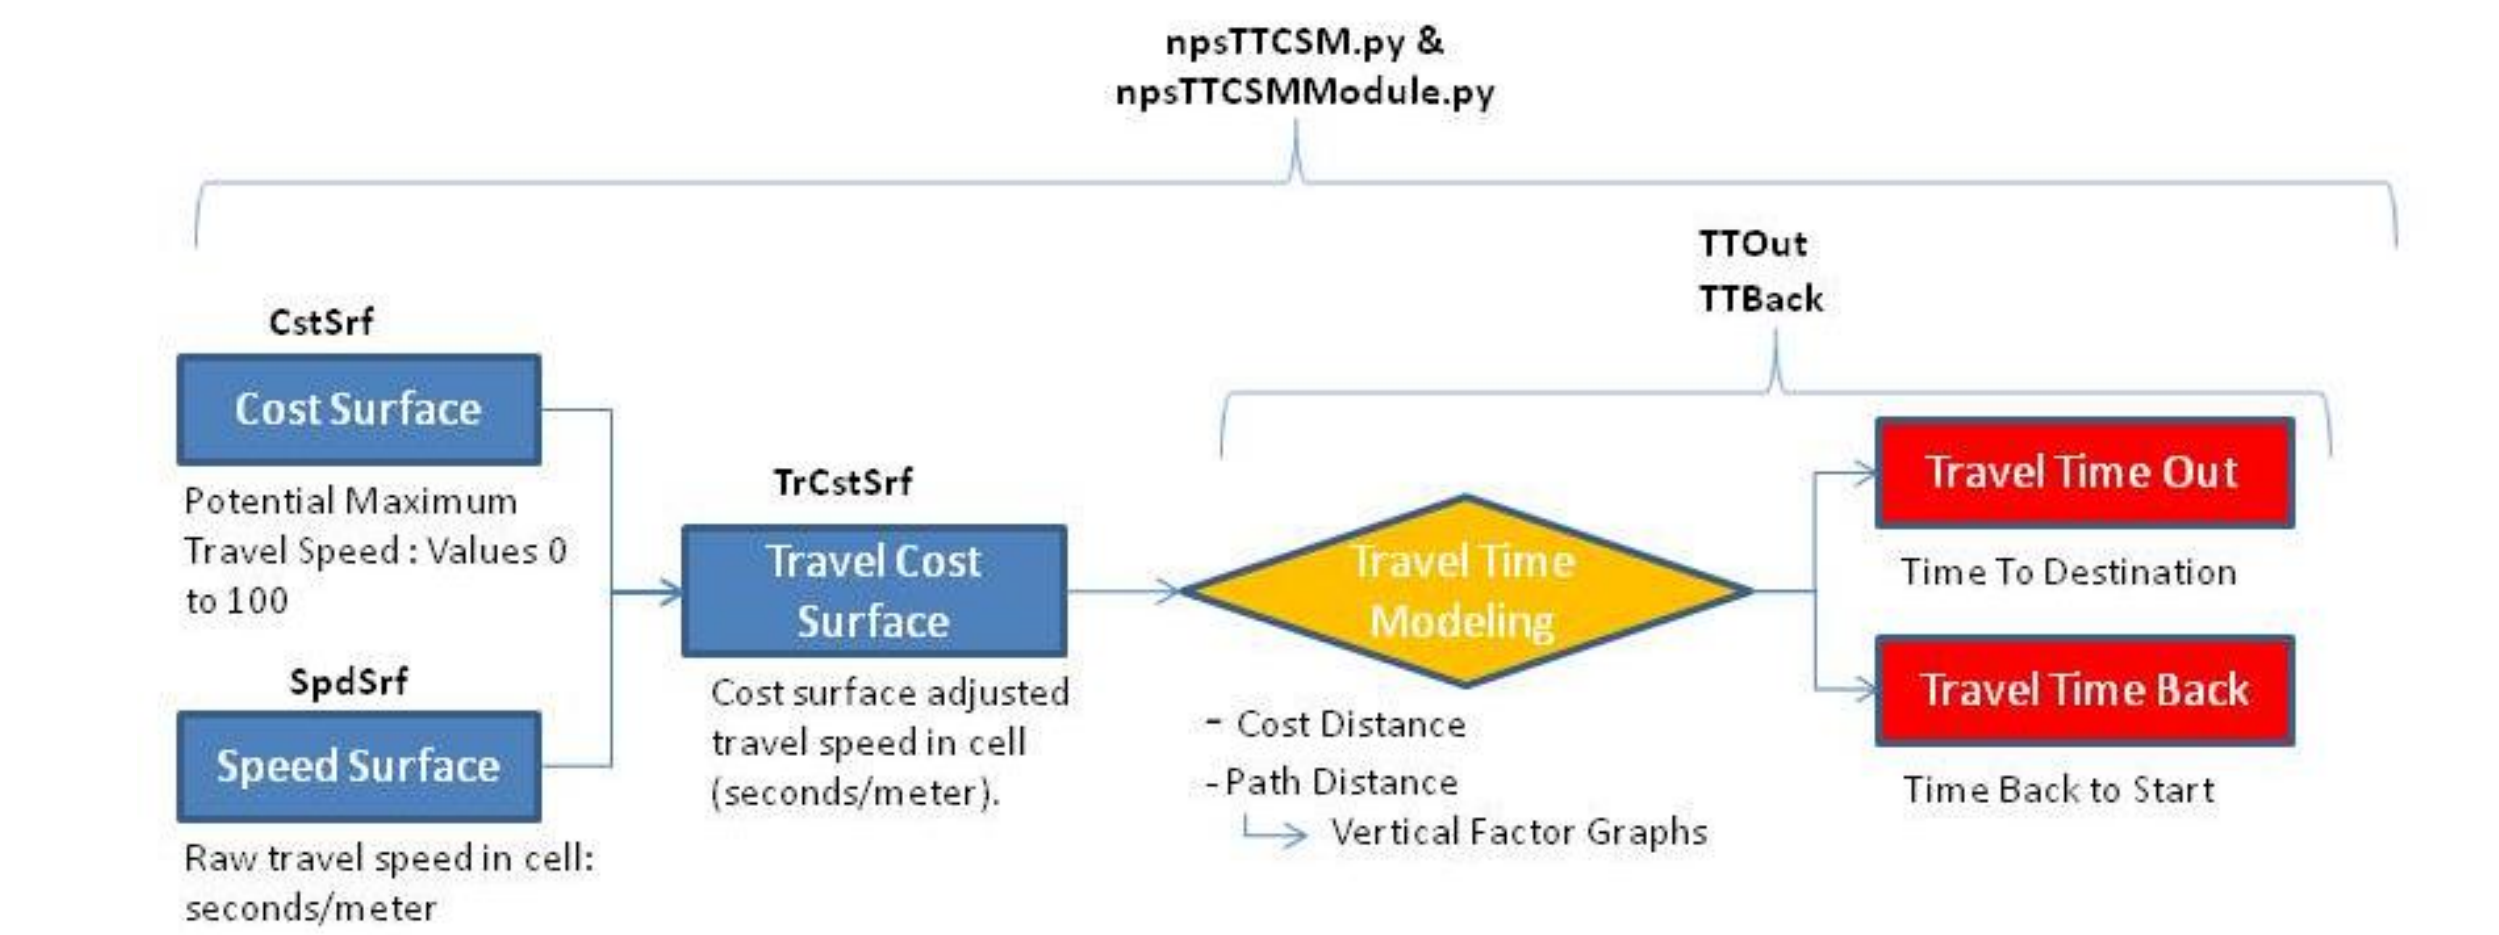 npsTTCSM.py &
npsTTCSMModule.py
TTOut
TTBack
CstSrf
Cost Surface
Potential Maximum
Travel Speed : Values 0
to 100
SpdSrf
Speed Surface
Raw travel speed in cell:
seconds/meter
TrCstSrf
Travel Cost
Surface
Cost surface adjusted
travel speed in cell
(seconds/meter).
Travel Time
Modeling
- Cost Distance
-Path Distance
Vertical Factor Graphs
Travel Time Out
Time To Destination
Travel Time Back
Time Back to Start